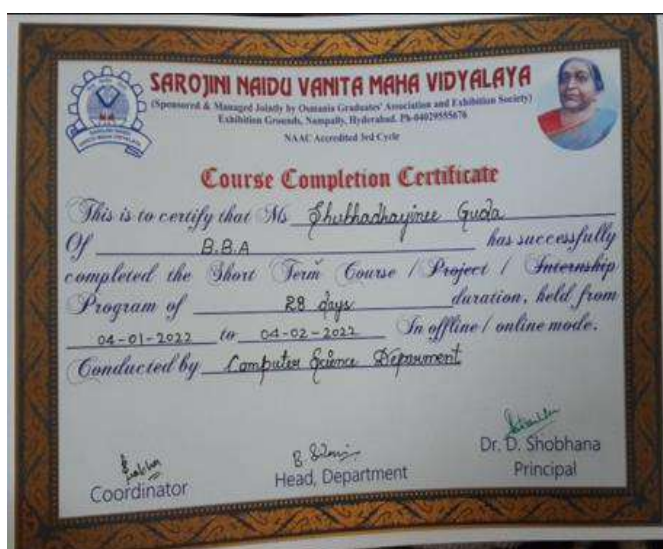 SAROJINI NAIDU VANITA MAHA VIDYALAYA
(Sponsored & Managed Jointly by Osmania Graduates' Association and Exhibition Society)
Exhibition Grounds, Nampally, Hyderabad. Ph-04029555676
NAAC Accredited 3rd Cycle
Course Completion Certificate
This is to certify that Ms Shubhadhayinee Guda
Of B.B.A has successfully
completed the Short Term Course / Project / Internship
Program of 28 days duration, held from
04-01-2022 to 04-02-2022 In offline / online mode.
Conducted by Computer Science Deparment
Coordinator
Head, Department
Dr. D. Shobhana
Principal